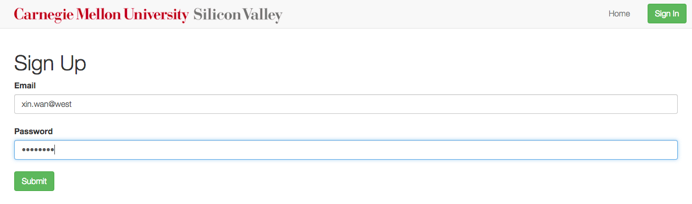 Carnegie Mellon University Silicon Valley
Home
Sign In
Sign Up
Email
xin.wan@west
Password
••••••••
Submit